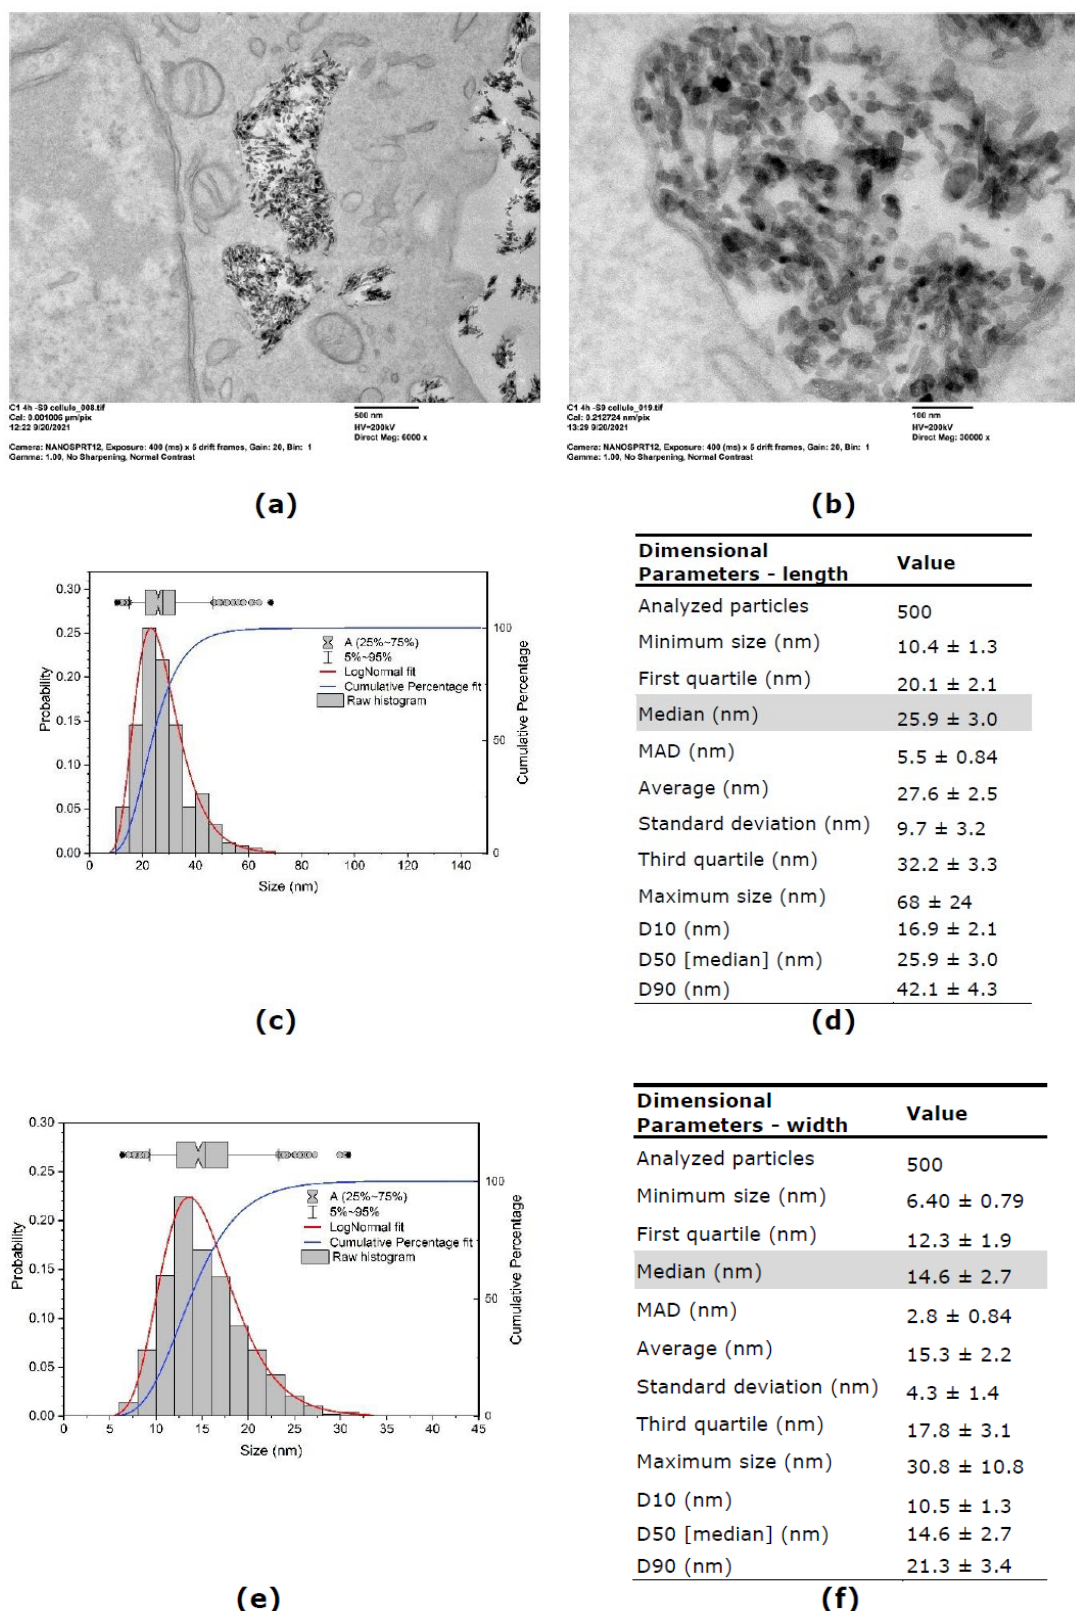 C1 4h -S9 cellule_008.tif
Cal: 0.001006 µm/pix
12:22 9/20/2021
Camera: NANOSPRT12, Exposure: 400 (ms) x 5 drift frames, Gain: 20, Bin: 1
Gamma: 1.00, No Sharpening, Normal Contrast
500 nm
HV=200kV
Direct Mag: 6000 x
C1 4h -S9 cellule_019.tif
Cal: 0.212724 nm/pix
13:29 9/20/2021
Camera: NANOSPRT12, Exposure: 400 (ms) x 5 drift frames, Gain: 20, Bin: 1
Gamma: 1.00, No Sharpening, Normal Contrast
100 nm
HV=200kV
Direct Mag: 30000 x
(a)
(b)
0.30
0.25
0.20
0.15
0.10
0.05
0.00
Probability
0 20 40 60 80 100 120 140
Size (nm)
100
50
0
Cumulative Percentage
A (25%~75%)
5%~95%
LogNormal fit
Cumulative Percentage fit
Raw histogram
(c)
Dimensional Parameters - length Value
Analyzed particles 500
Minimum size (nm) 10.4 ± 1.3
First quartile (nm) 20.1 ± 2.1
Median (nm) 25.9 ± 3.0
MAD (nm) 5.5 ± 0.84
Average (nm) 27.6 ± 2.5
Standard deviation (nm) 9.7 ± 3.2
Third quartile (nm) 32.2 ± 3.3
Maximum size (nm) 68 ± 24
D10 (nm) 16.9 ± 2.1
D50 [median] (nm) 25.9 ± 3.0
D90 (nm) 42.1 ± 4.3
(d)
0.30
0.25
0.20
0.15
0.10
0.05
0.00
Probability
0 5 10 15 20 25 30 35 40 45
Size (nm)
100
50
0
Cumulative Percentage
A (25%~75%)
5%~95%
LogNormal fit
Cumulative Percentage fit
Raw histogram
(e)
Dimensional Parameters - width Value
Analyzed particles 500
Minimum size (nm) 6.40 ± 0.79
First quartile (nm) 12.3 ± 1.9
Median (nm) 14.6 ± 2.7
MAD (nm) 2.8 ± 0.84
Average (nm) 15.3 ± 2.2
Standard deviation (nm) 4.3 ± 1.4
Third quartile (nm) 17.8 ± 3.1
Maximum size (nm) 30.8 ± 10.8
D10 (nm) 10.5 ± 1.3
D50 [median] (nm) 14.6 ± 2.7
D90 (nm) 21.3 ± 3.4
(f)